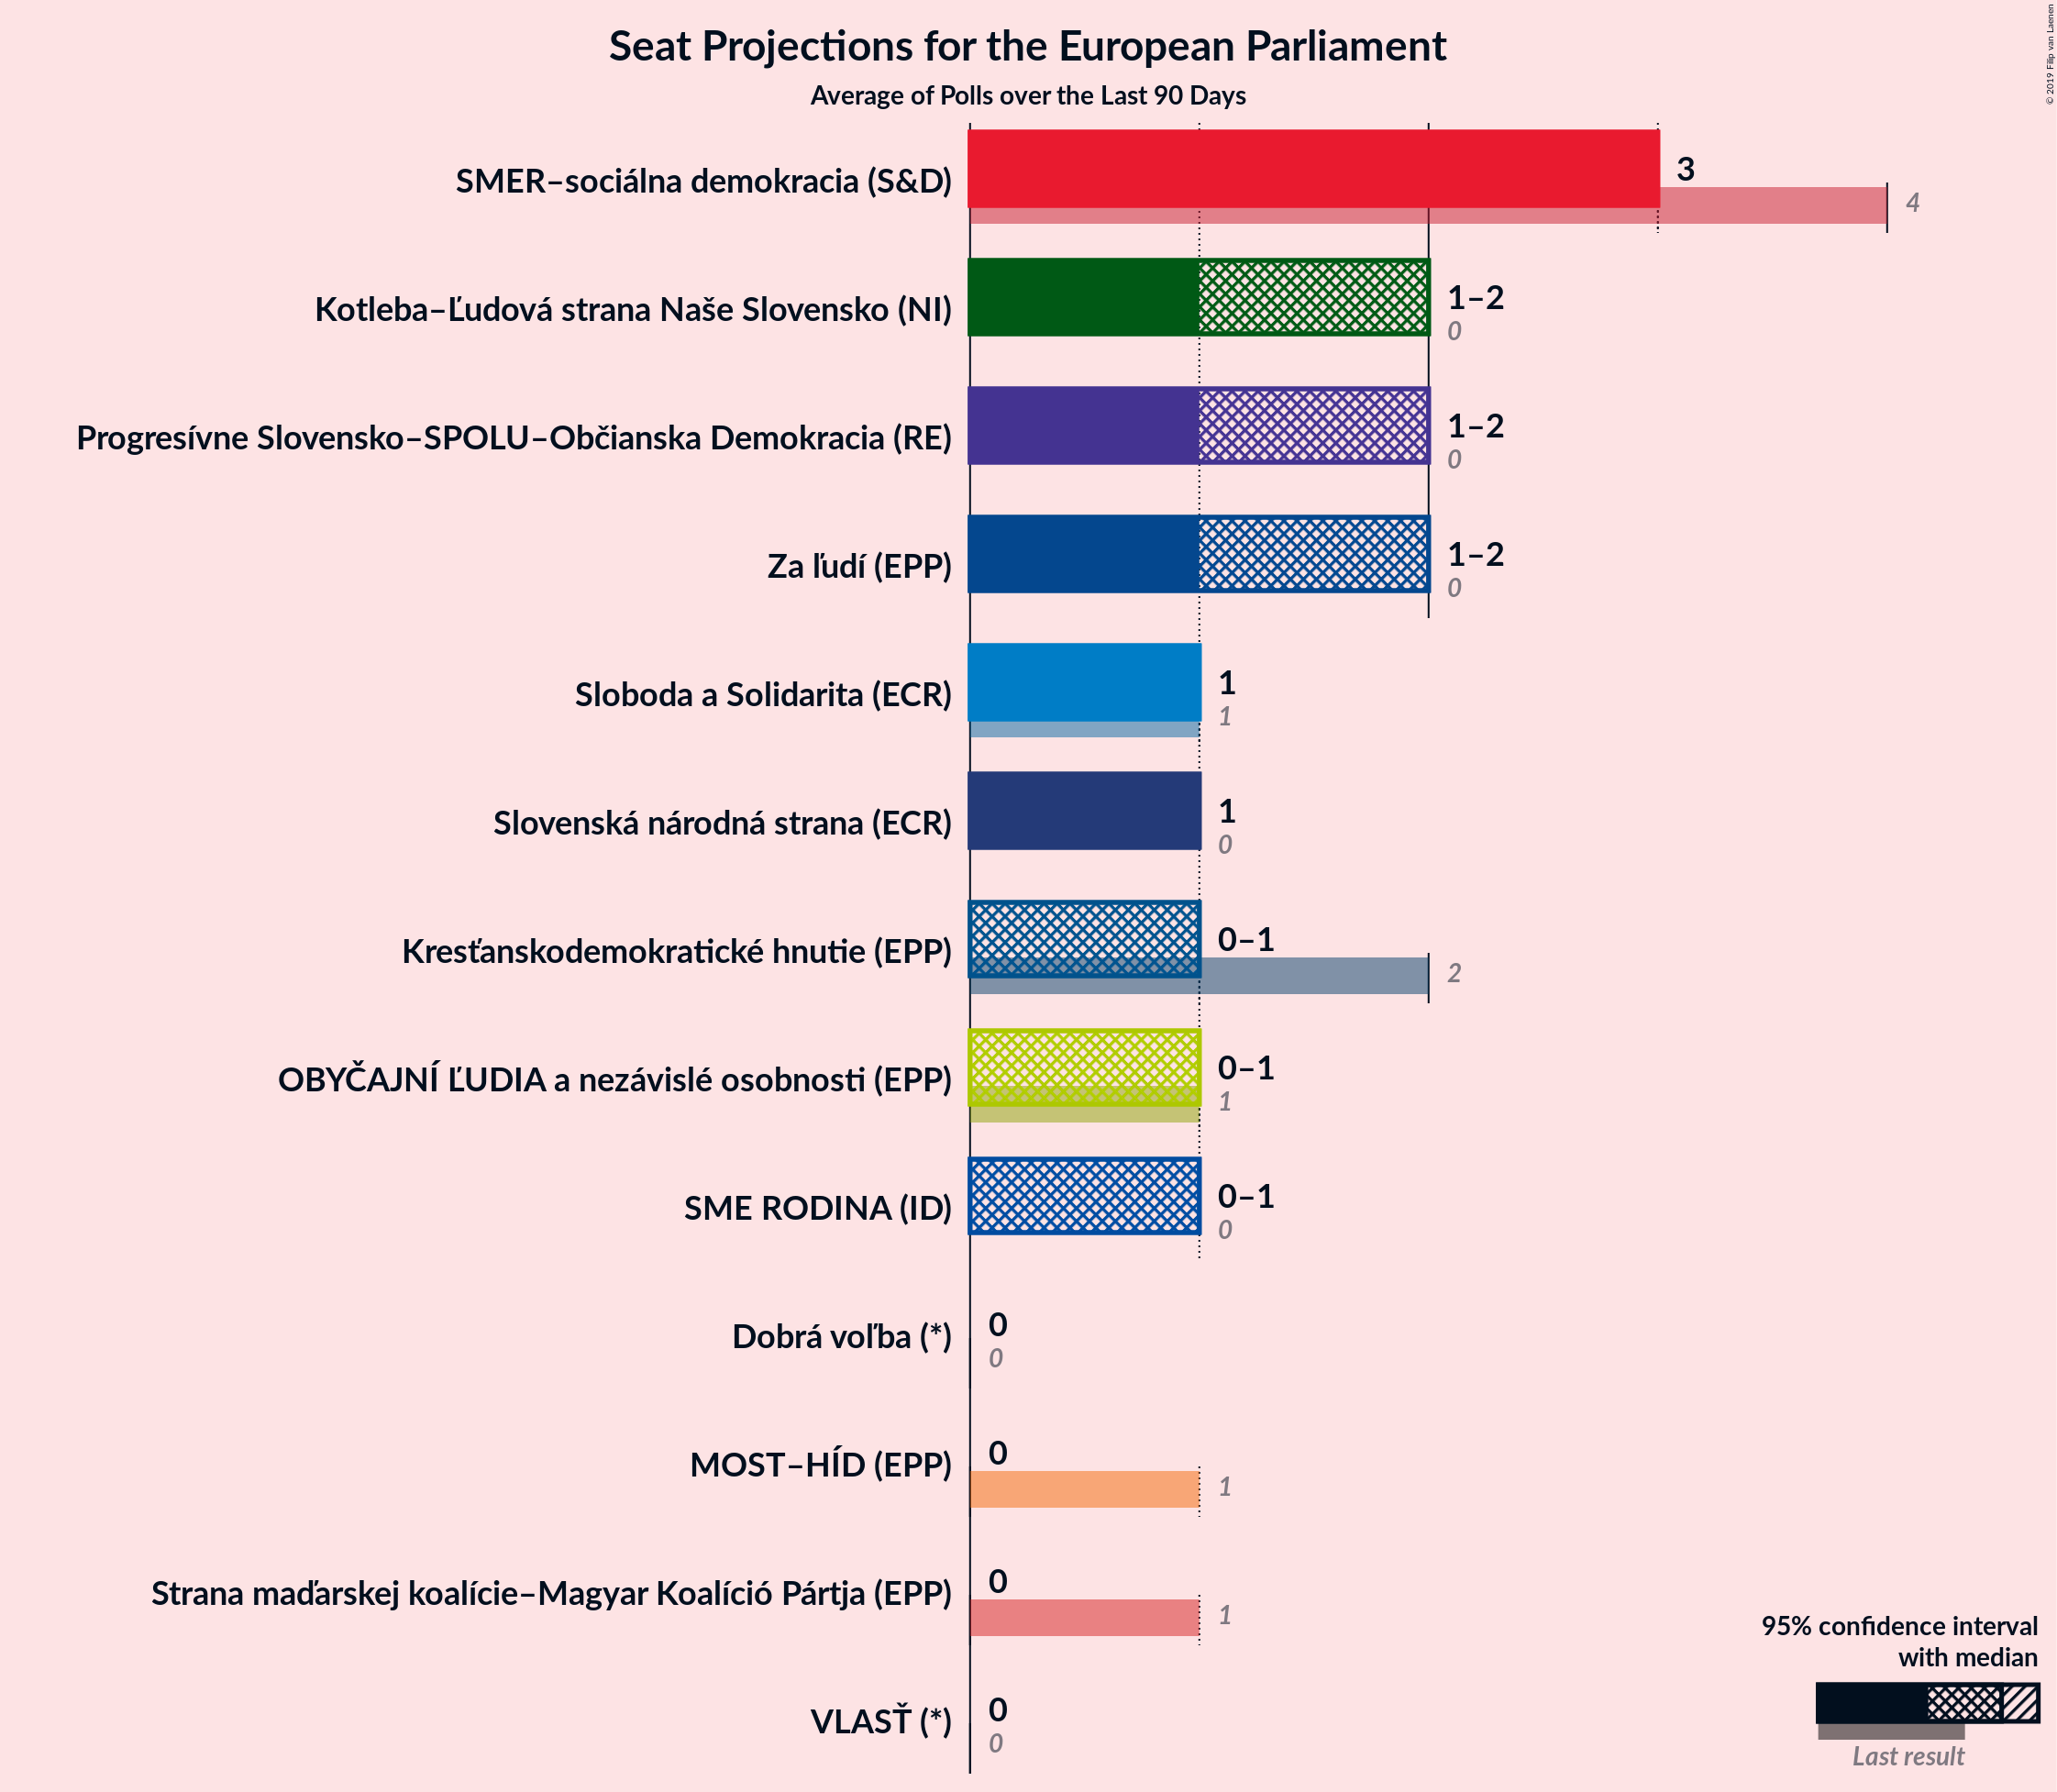 Seat Projections for the European Parliament
Average of Polls over the Last 90 Days
© 2019 Filip van Laenen
SMER–sociálna demokracia (S&D)
3
4
Kotleba–Ľudová strana Naše Slovensko (NI)
1–2
0
Progresívne Slovensko–SPOLU–Občianska Demokracia (RE)
1–2
0
Za ľudí (EPP)
1–2
0
Sloboda a Solidarita (ECR)
1
1
Slovenská národná strana (ECR)
1
0
Kresťanskodemokratické hnutie (EPP)
0–1
2
OBYČAJNÍ ĽUDIA a nezávislé osobnosti (EPP)
0–1
1
SME RODINA (ID)
0–1
0
Dobrá voľba (*)
0
0
MOST–HÍD (EPP)
0
1
Strana maďarskej koalície–Magyar Koalíció Pártja (EPP)
0
1
VLASŤ (*)
0
0
95% confidence interval
with median
Last result